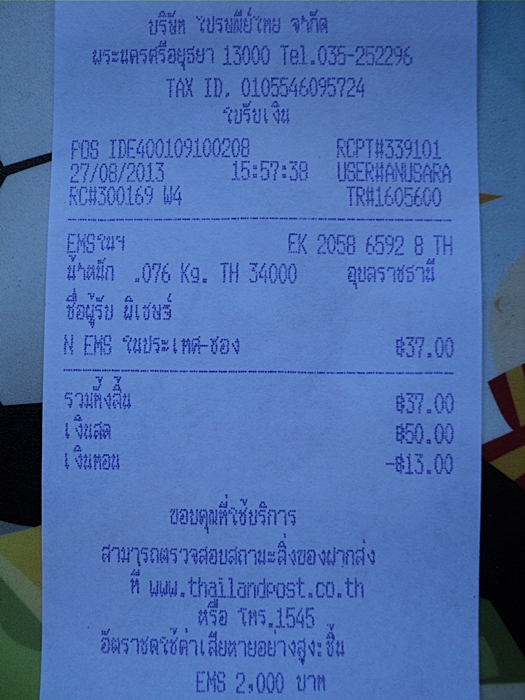 บริษัท ไปรษณีย์ไทย จำกัด
พระนครศรีอยุธยา 13000 Tel.035-252296
TAX ID. 0105546095724
ใบรับเงิน
POS IDE400109100208 RCPT#339101
27/08/2013 15:57:38 USER#ANUSARA
RC#300169 W4 TR#1605600
EMSในฯ EK 2058 6592 8 TH
น้ำหนัก .076 Kg. TH 34000 อุบลราชธานี
ชื่อผู้รับ พิเชษฐ์
N EMS ในประเทศ-ซอง ฿37.00
รวมทั้งสิ้น ฿37.00
เงินสด ฿50.00
เงินทอน -฿13.00
ขอบคุณที่ใช้บริการ
สามารถตรวจสอบสถานะสิ่งของฝากส่ง
ที่ www.thailandpost.co.th
หรือ โทร.1545
อัตราชดใช้ค่าเสียหายอย่างสูง:ชิ้น
EMS 2,000 บาท